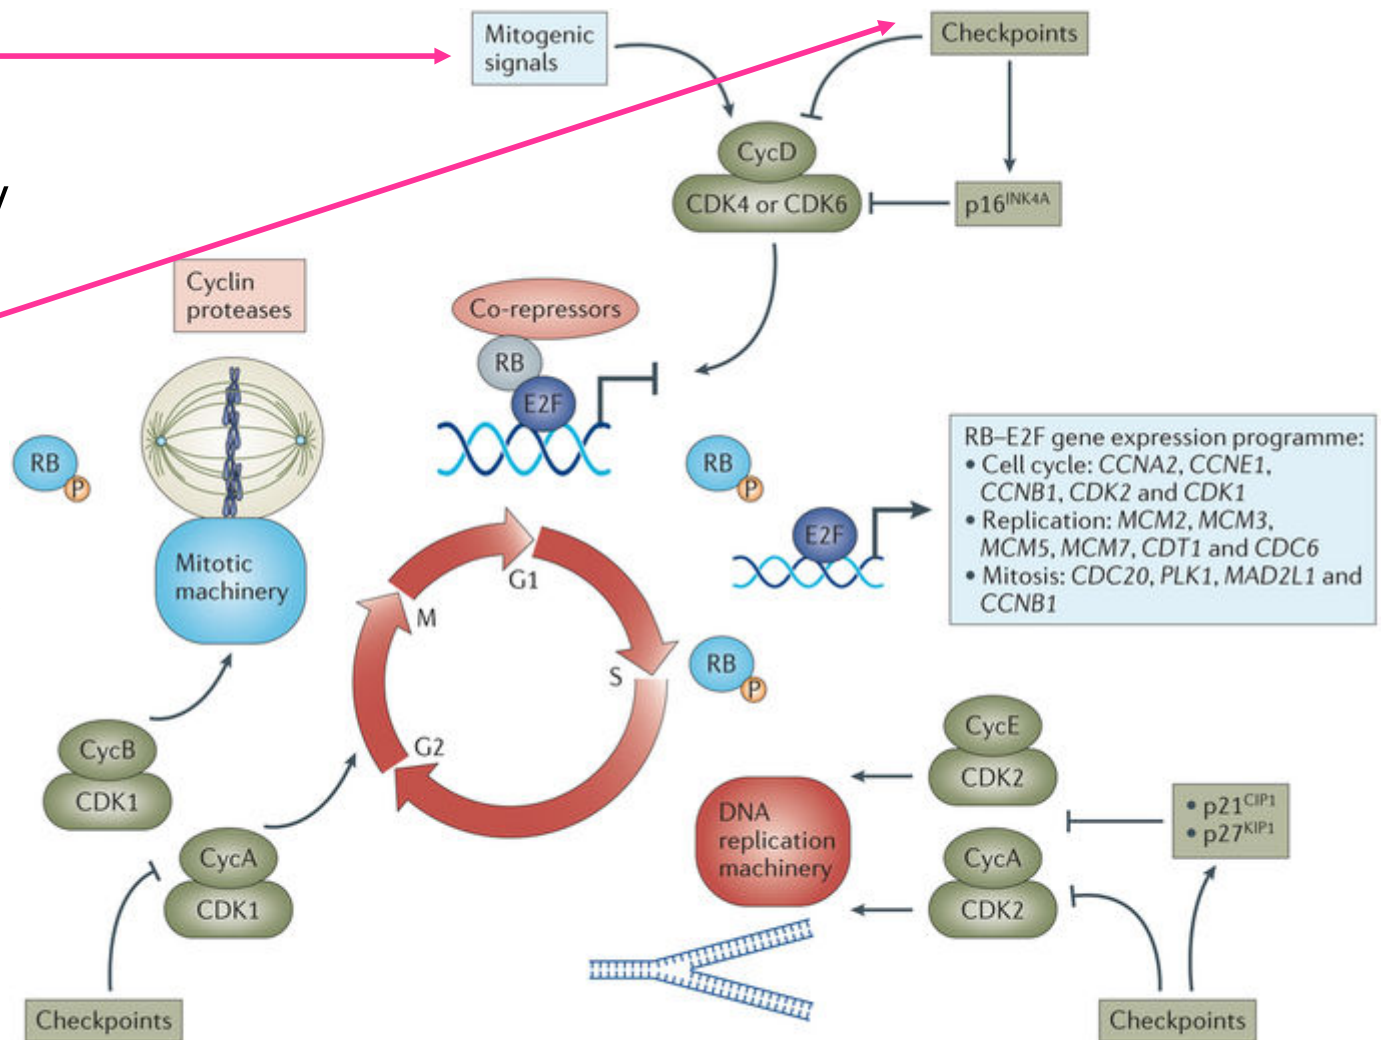 Mitogenic
signals
Checkpoints
CycD
CDK4 or CDK6
p16INK4A
y
Cyclin
proteases
Co-repressors
RB
E2F
RB
P
Mitotic
machinery
RB
P
E2F
RB–E2F gene expression programme:
• Cell cycle: CCNA2, CCNE1,
CCNB1, CDK2 and CDK1
• Replication: MCM2, MCM3,
MCM5, MCM7, CDT1 and CDC6
• Mitosis: CDC20, PLK1, MAD2L1 and
CCNB1
G1
M
S
G2
RB
P
CycB
CDK1
CycA
CDK1
Checkpoints
DNA
replication
machinery
CycE
CDK2
CycA
CDK2
• p21CIP1
• p27KIP1
Checkpoints